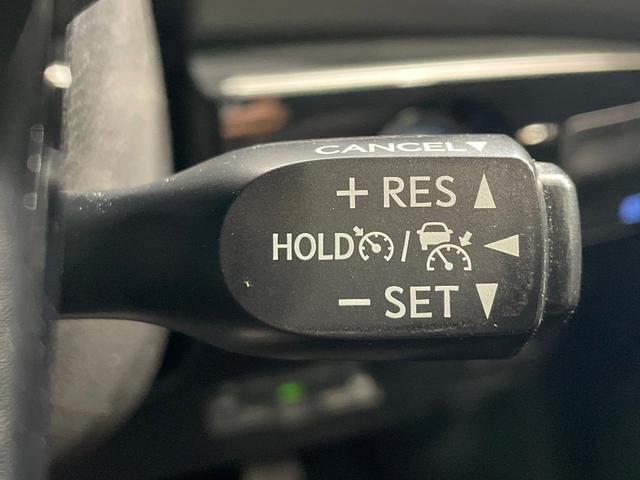 CANCEL▼
+ RES ▲
HOLD / ◀
− SET ▼